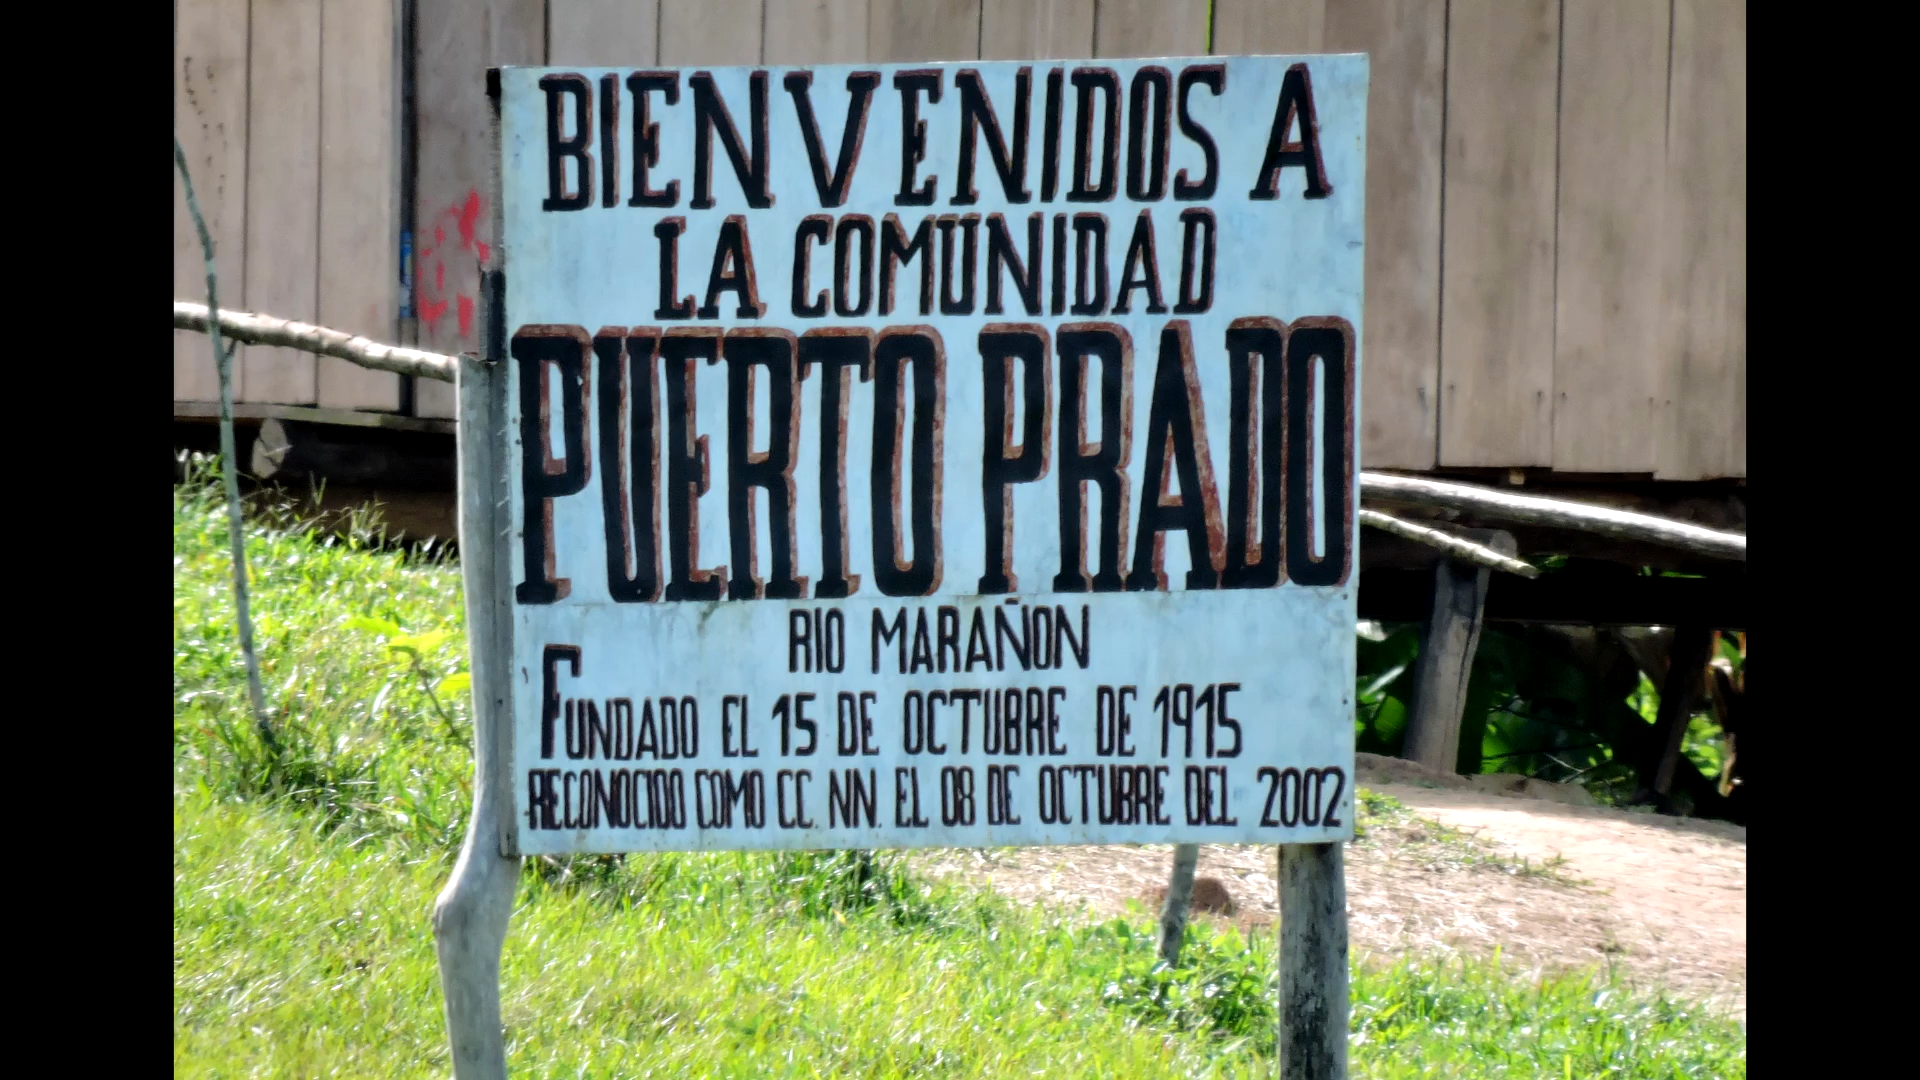 BIENVENIDOS A
LA COMUNIDAD
PUERTO PRADO
RIO MARAÑON
FUNDADO EL 15 DE OCTUBRE DE 1915
RECONOCIDO COMO CC. NN. EL 08 DE OCTUBRE DEL 2002